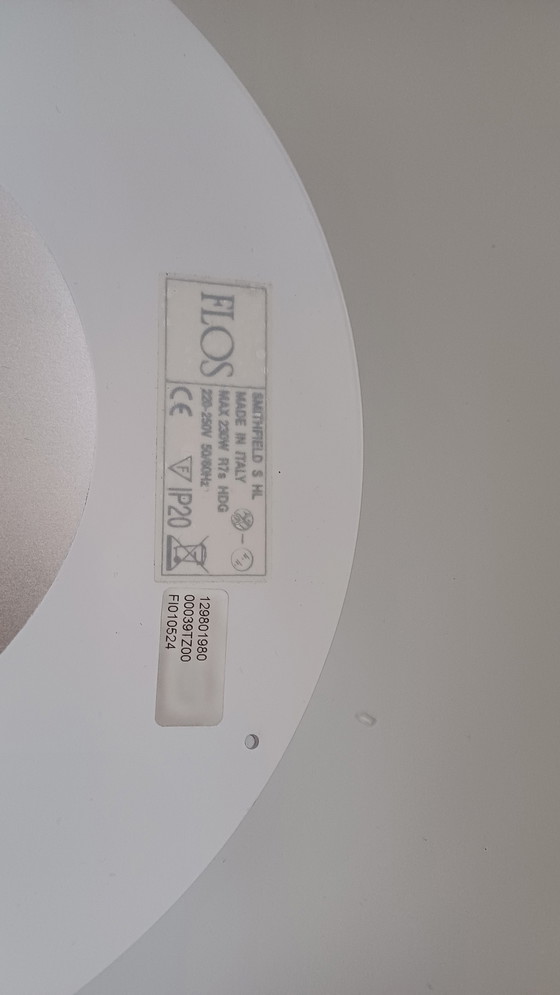 FLOS
SMITHFIELD S HL
MADE IN ITALY
MAX 230W R7s HDG
220-250V 50/60Hz
CE F IP20
129801980
00039TZ00
FI010524